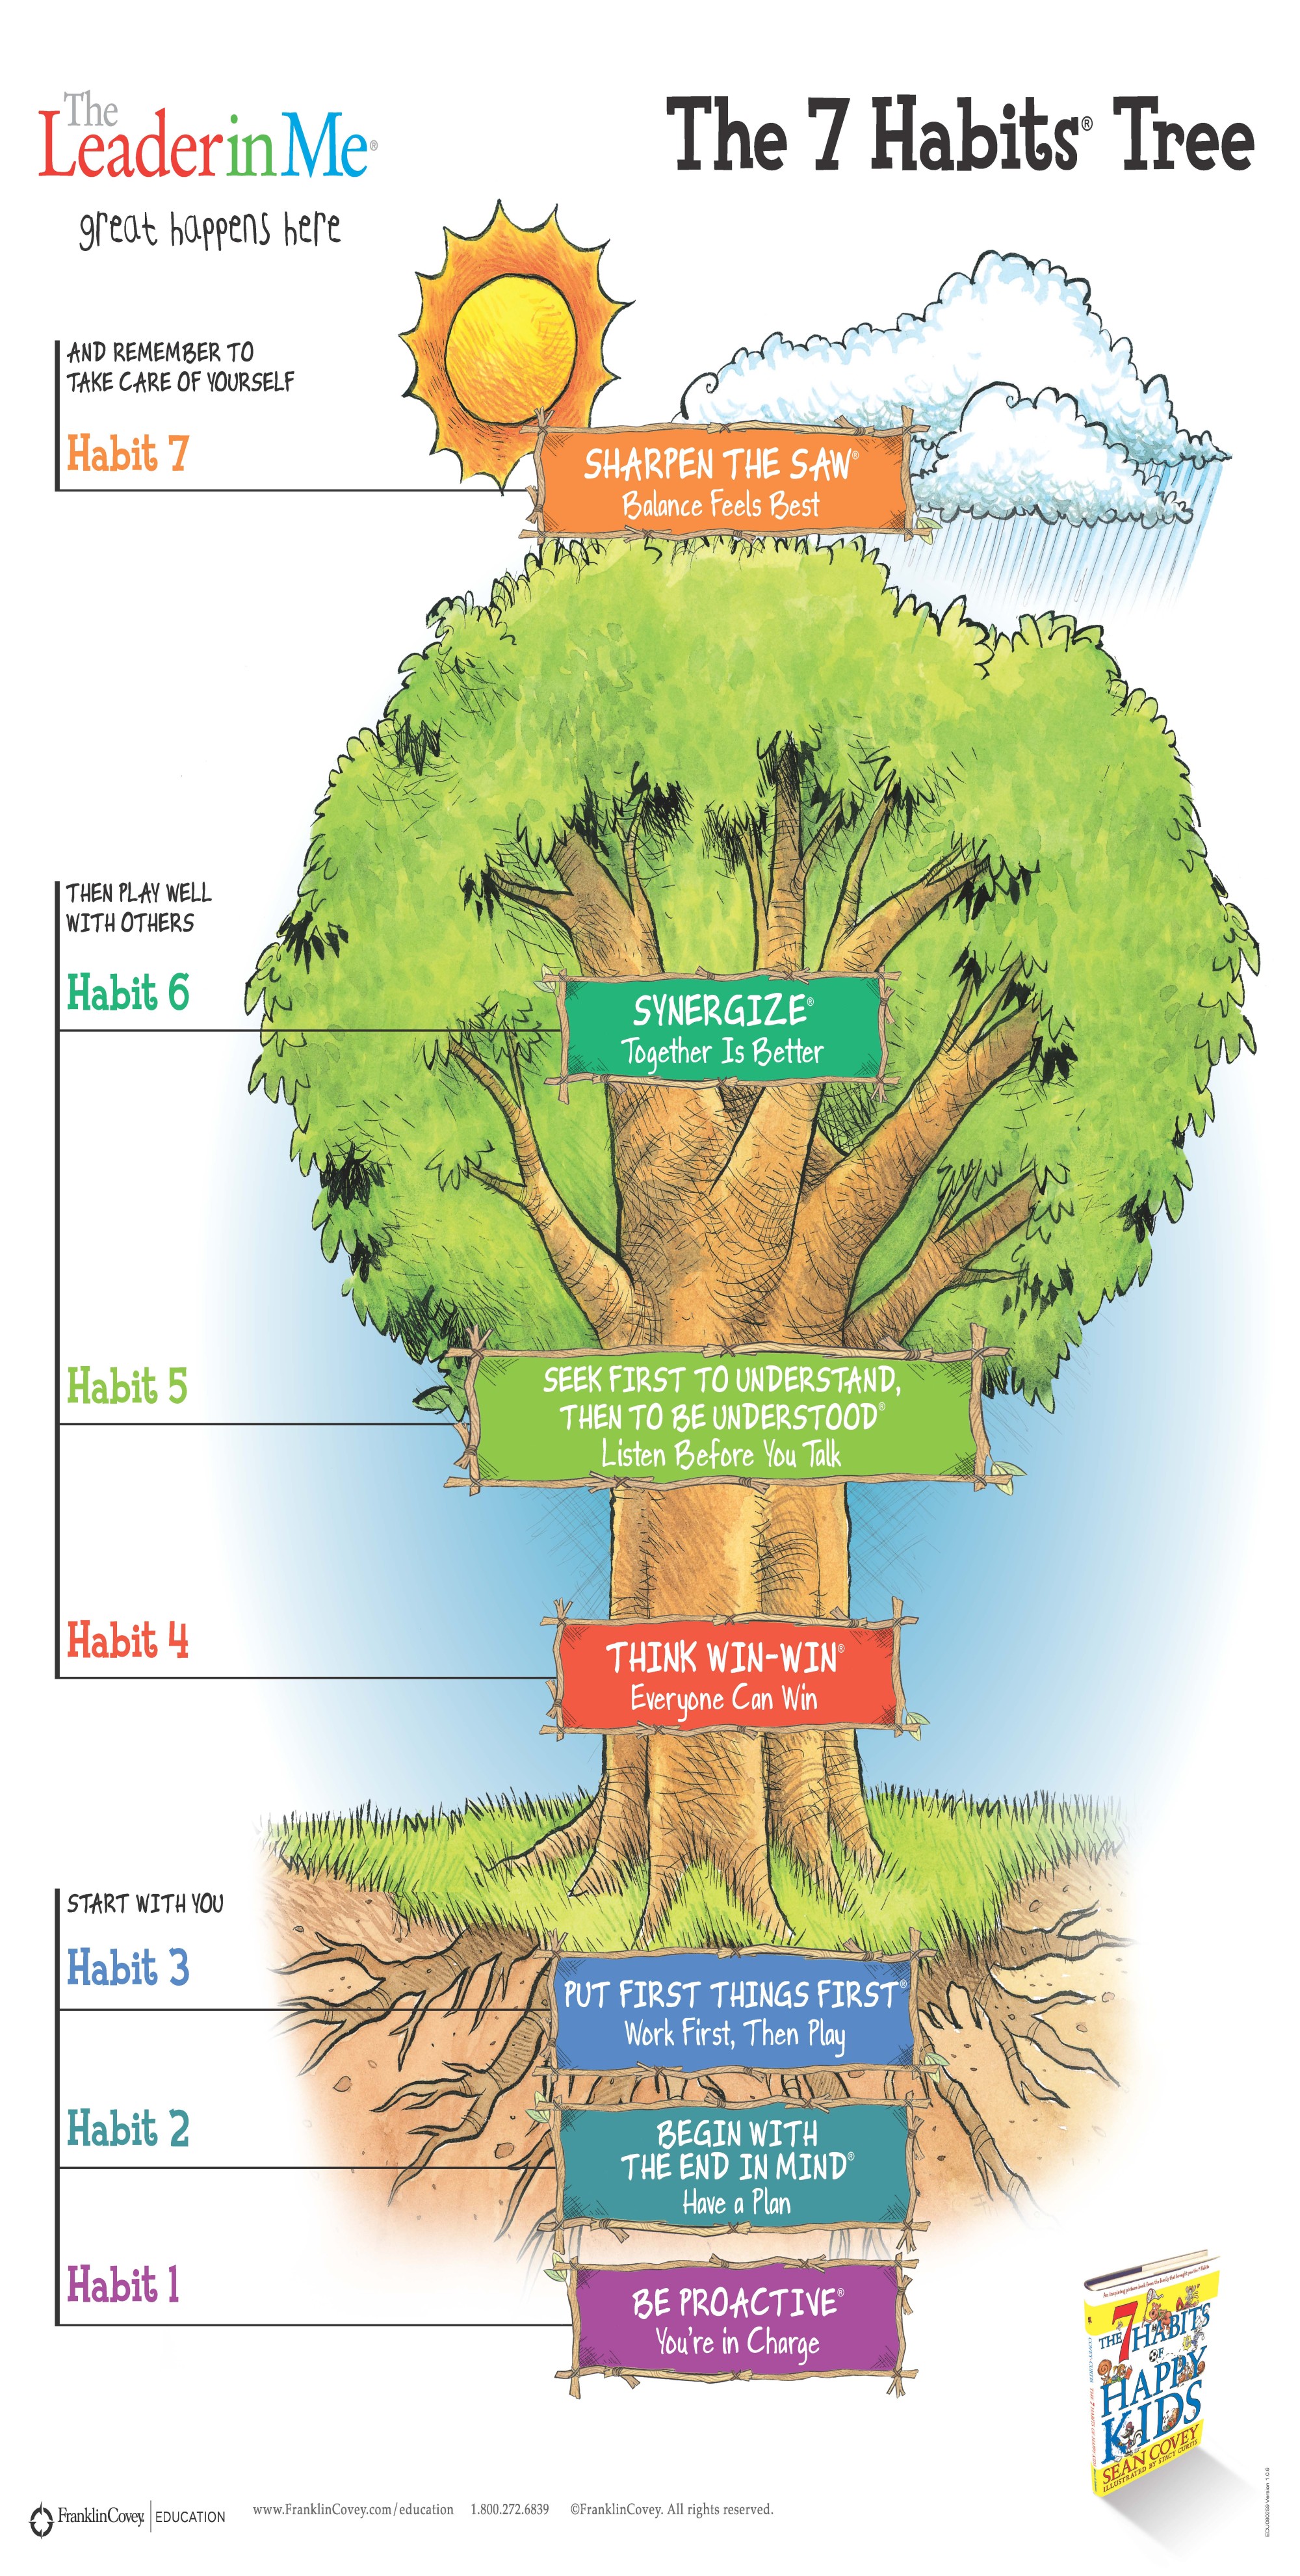 The
Leader in Me®
great happens here
The 7 Habits® Tree
AND REMEMBER TO
TAKE CARE OF YOURSELF
Habit 7
SHARPEN THE SAW®
Balance Feels Best
THEN PLAY WELL
WITH OTHERS
Habit 6
SYNERGIZE®
Together Is Better
Habit 5
SEEK FIRST TO UNDERSTAND,
THEN TO BE UNDERSTOOD®
Listen Before You Talk
Habit 4
THINK WIN-WIN®
Everyone Can Win
START WITH YOU
Habit 3
PUT FIRST THINGS FIRST®
Work First, Then Play
Habit 2
BEGIN WITH
THE END IN MIND®
Have a Plan
Habit 1
BE PROACTIVE®
You're in Charge
THE 7 HABITS
OF
HAPPY
KIDS
SEAN COVEY
ILLUSTRATED BY STACY CURTIS
FranklinCovey EDUCATION
www.FranklinCovey.com/education 1.800.272.6839 ©FranklinCovey. All rights reserved.